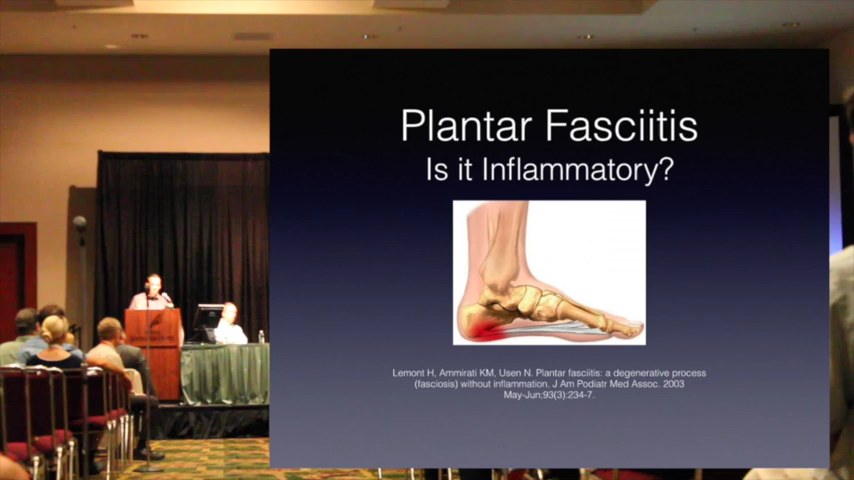 Plantar Fasciitis
Is it Inflammatory?
Lemont H, Ammirati KM, Usen N. Plantar fasciitis: a degenerative process
(fasciosis) without inflammation. J Am Podiatr Med Assoc. 2003
May-Jun;93(3):234-7.